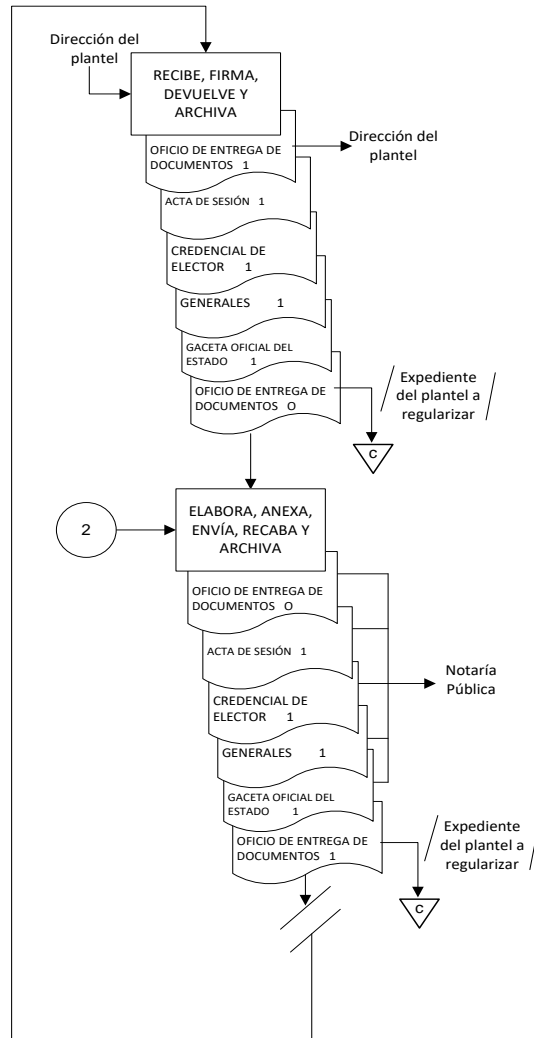 Dirección del
plantel
RECIBE, FIRMA,
DEVUELVE Y
ARCHIVA
OFICIO DE ENTREGA DE
DOCUMENTOS 1
Dirección del
plantel
ACTA DE SESIÓN 1
CREDENCIAL DE
ELECTOR 1
GENERALES 1
GACETA OFICIAL DEL
ESTADO 1
OFICIO DE ENTREGA DE
DOCUMENTOS O
Expediente
del plantel a
regularizar
C
2
ELABORA, ANEXA,
ENVÍA, RECABA Y
ARCHIVA
OFICIO DE ENTREGA DE
DOCUMENTOS O
ACTA DE SESIÓN 1
CREDENCIAL DE
ELECTOR 1
Notaría
Pública
GENERALES 1
GACETA OFICIAL DEL
ESTADO 1
OFICIO DE ENTREGA DE
DOCUMENTOS 1
Expediente
del plantel a
regularizar
C